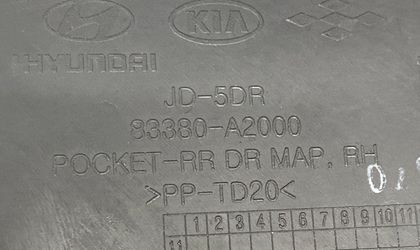 KIA
HYUNDAI
JD-5DR
83380-A2000
POCKET-RR DR MAP, RH
>PP-TD20<
1 2 3 4 5 6 7 8 9 10 11
11